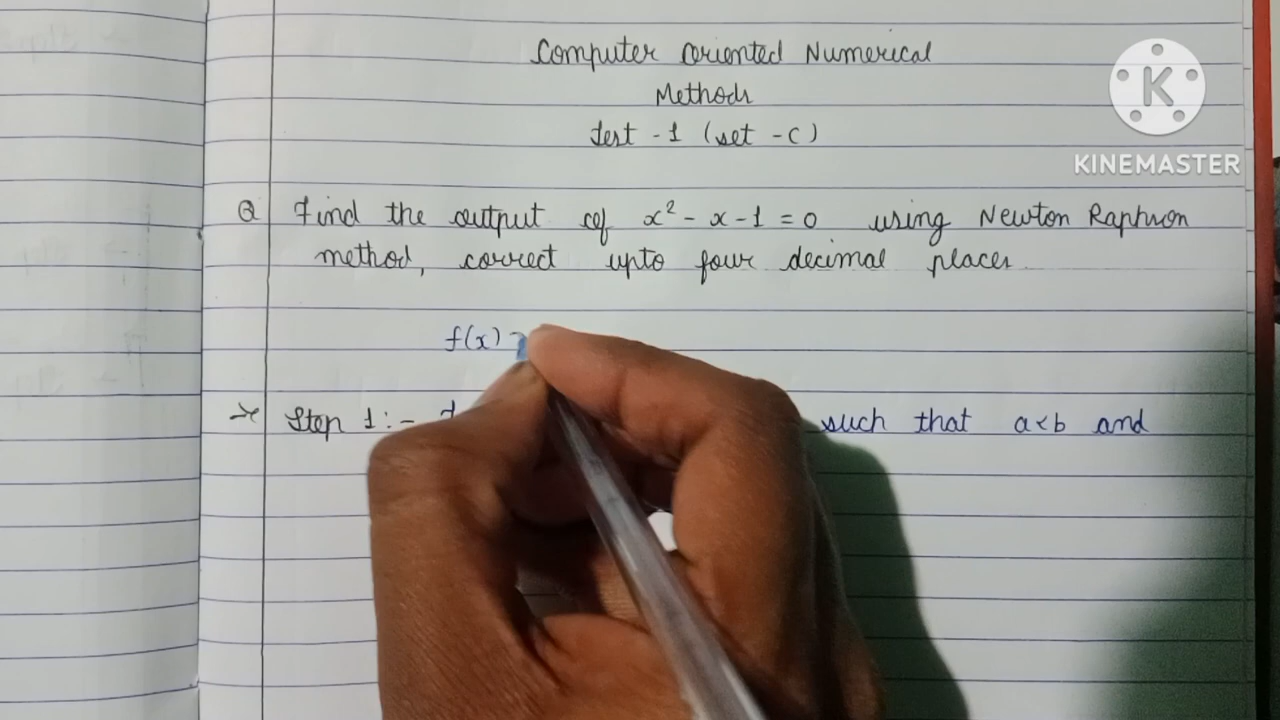 Computer Oriented Numerical
Methods
Test - 1 (set - C)
K
KINEMASTER
Q Find the output of x² - x - 1 = 0 using Newton Raphson
method, correct upto four decimal places
f(x)
Step 1:- such that a<b and